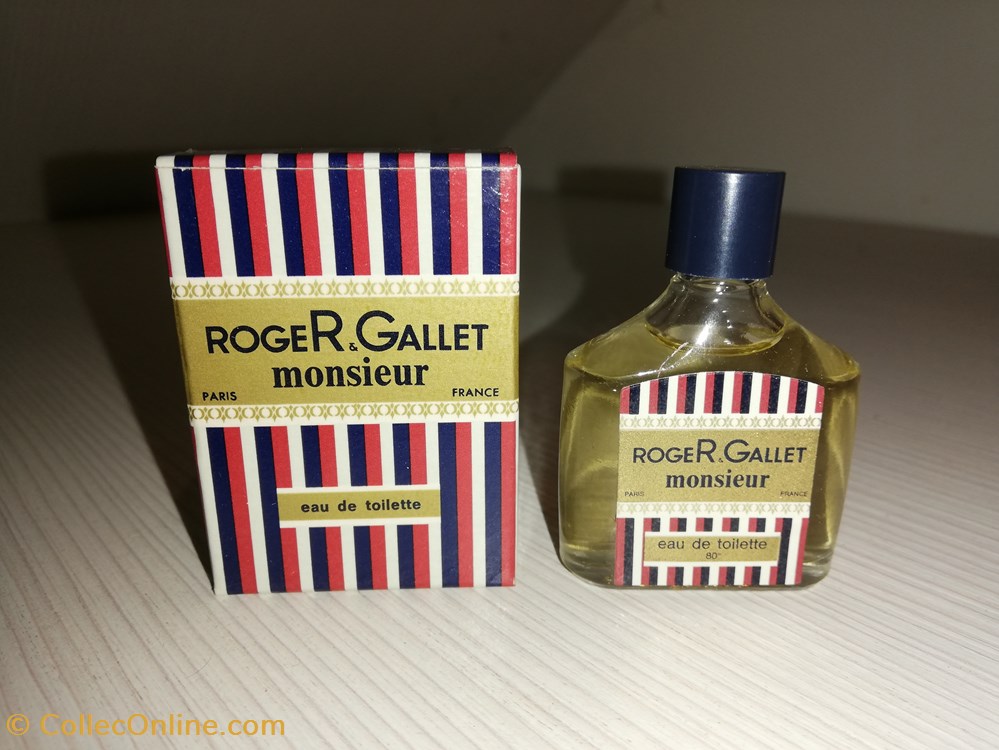 ROGER & GALLET
monsieur
PARIS FRANCE
eau de toilette
ROGER & GALLET
monsieur
PARIS FRANCE
eau de toilette
80°
© CollecOnline.com